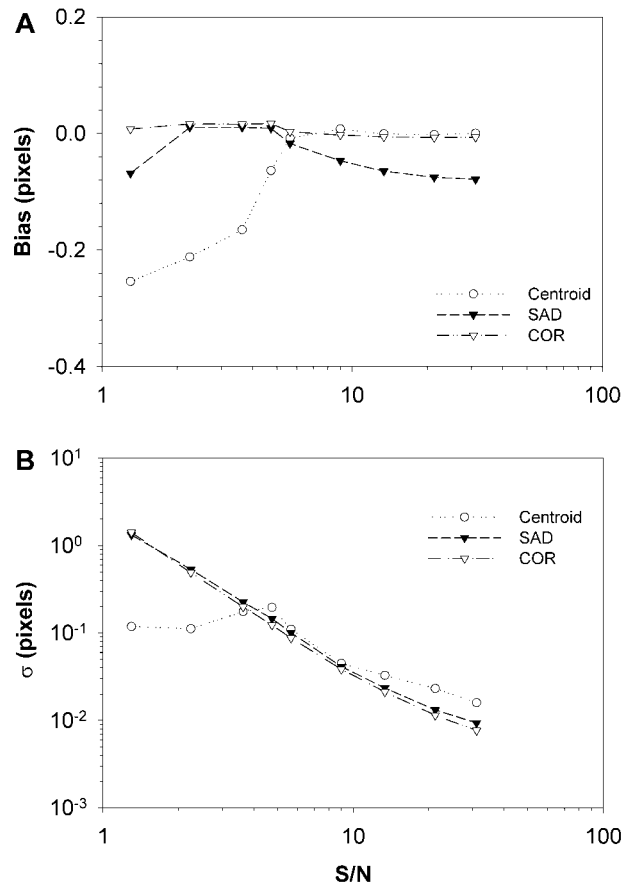 A
0.2
0.0
-0.2
-0.4
Bias (pixels)
Centroid
SAD
COR
1
10
100
B
10^1
10^0
10^-1
10^-2
10^-3
σ (pixels)
Centroid
SAD
COR
1
10
100
S/N